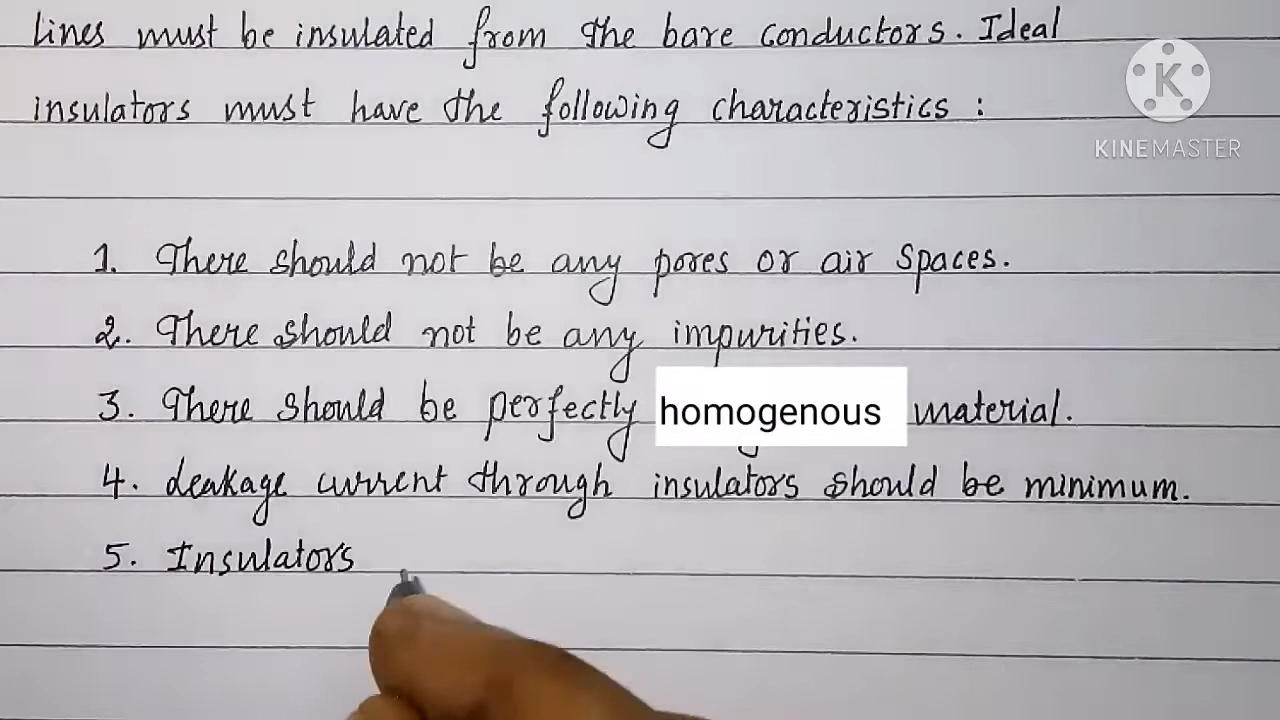 lines must be insulated from the bare conductors. Ideal
insulators must have the following characteristics :
K
KINEMASTER
1. There should not be any pores or air spaces.
2. There should not be any impurities.
3. There should be perfectly homogenous material.
4. Leakage current through insulators should be minimum.
5. Insulators